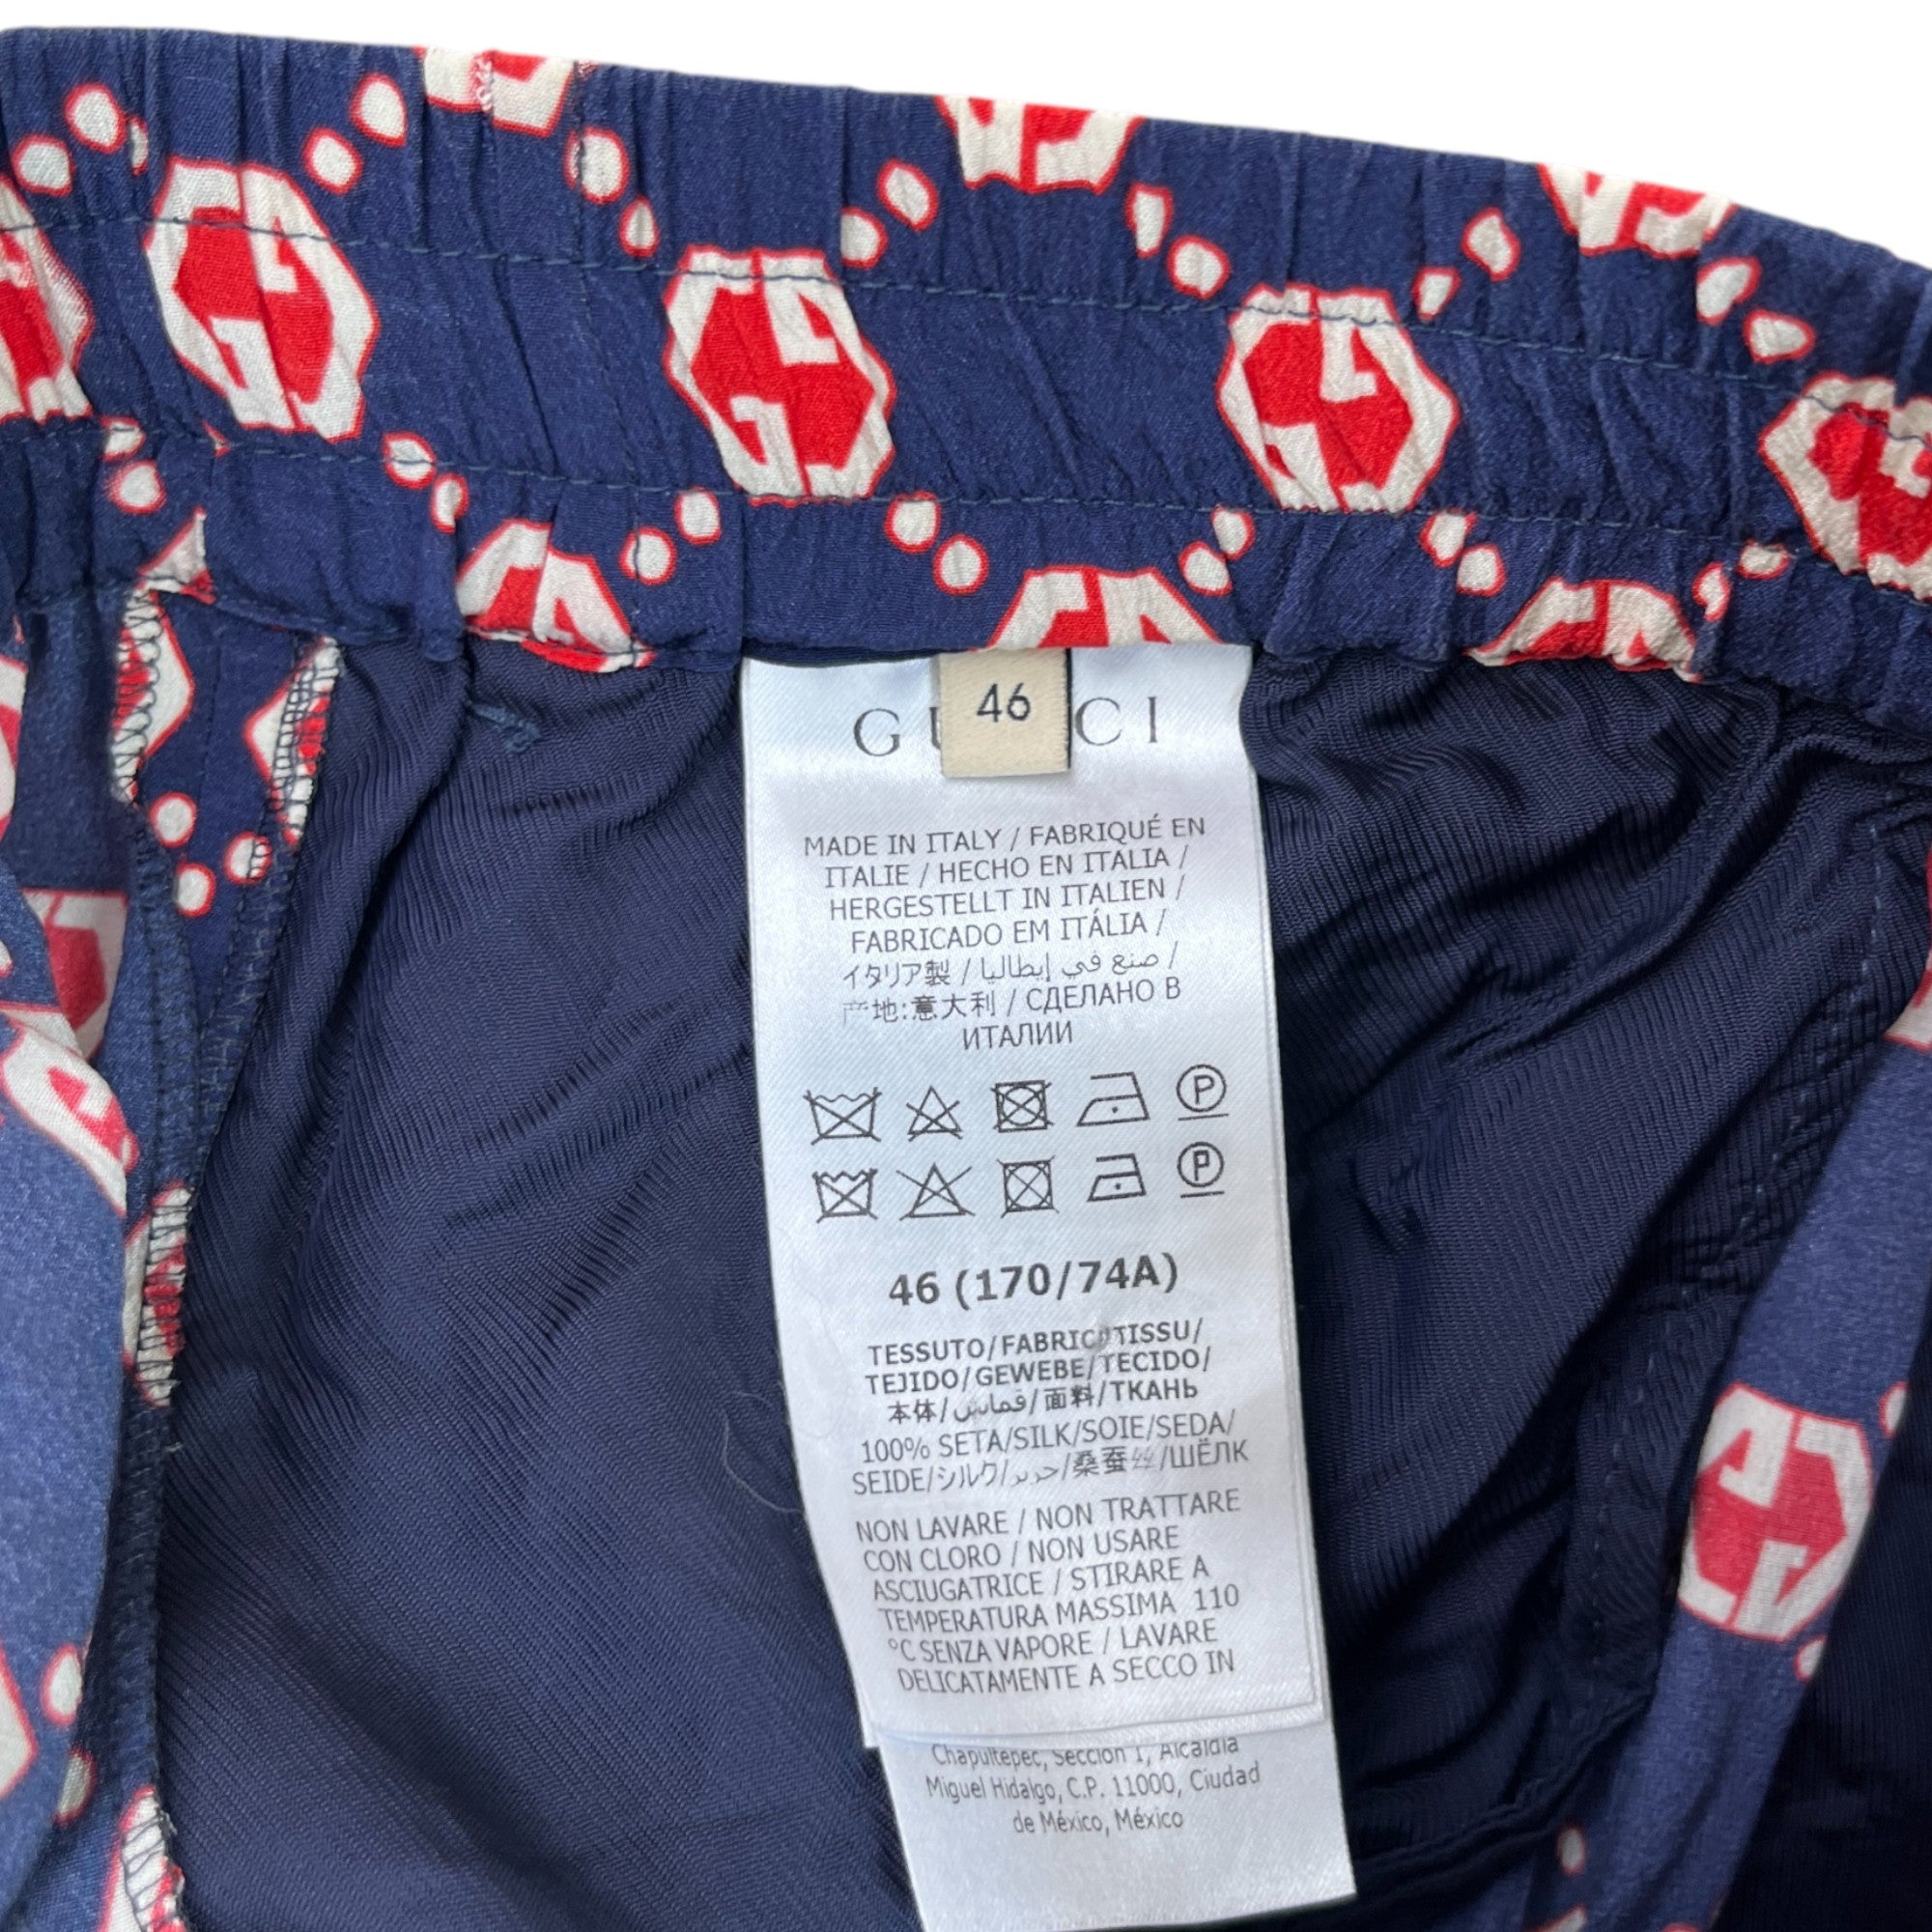 46
GUCCI
MADE IN ITALY / FABRIQUÉ EN
ITALIE / HECHO EN ITALIA /
HERGESTELLT IN ITALIEN /
FABRICADO EM ITÁLIA /
イタリア製 / صنع في إيطاليا /
产地:意大利 / СДЕЛАНО В
ИТАЛИИ
P
P
46 (170/74A)
TESSUTO/FABRIC/TISSU/
TEJIDO/GEWEBE/TECIDO/
本体/قماش/面料/ТКАНЬ
100% SETA/SILK/SOIE/SEDA/
SEIDE/シルク/حرير/桑蚕丝/ШЁЛК
NON LAVARE / NON TRATTARE
CON CLORO / NON USARE
ASCIUGATRICE / STIRARE A
TEMPERATURA MASSIMA 110
°C SENZA VAPORE / LAVARE
DELICATAMENTE A SECCO IN
Chapultepec, Sección 1, Alcaldía
Miguel Hidalgo, C.P. 11000, Ciudad
de México, México